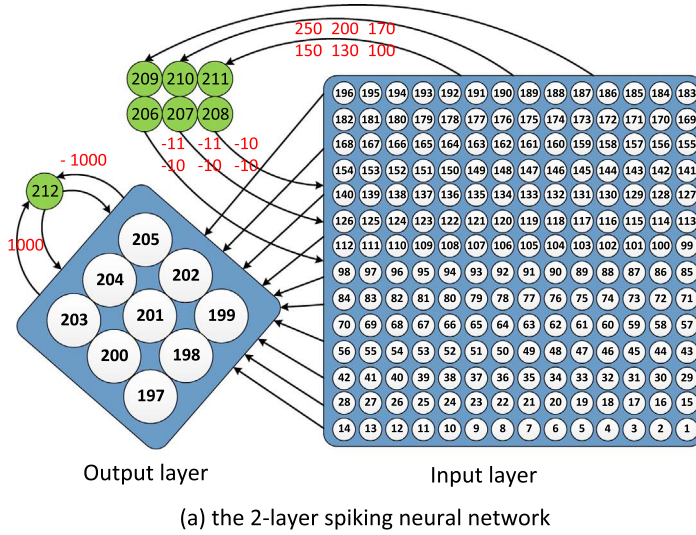 250 200 170
150 130 100
209 210 211
206 207 208
-11 -11 -10
-10 -10 -10
- 1000
212
1000
205
204 202
203 201 199
200 198
197
196 195 194 193 192 191 190 189 188 187 186 185 184 183
182 181 180 179 178 177 176 175 174 173 172 171 170 169
168 167 166 165 164 163 162 161 160 159 158 157 156 155
154 153 152 151 150 149 148 147 146 145 144 143 142 141
140 139 138 137 136 135 134 133 132 131 130 129 128 127
126 125 124 123 122 121 120 119 118 117 116 115 114 113
112 111 110 109 108 107 106 105 104 103 102 101 100 99
98 97 96 95 94 93 92 91 90 89 88 87 86 85
84 83 82 81 80 79 78 77 76 75 74 73 72 71
70 69 68 67 66 65 64 63 62 61 60 59 58 57
56 55 54 53 52 51 50 49 48 47 46 45 44 43
42 41 40 39 38 37 36 35 34 33 32 31 30 29
28 27 26 25 24 23 22 21 20 19 18 17 16 15
14 13 12 11 10 9 8 7 6 5 4 3 2 1
Output layer
Input layer
(a) the 2-layer spiking neural network